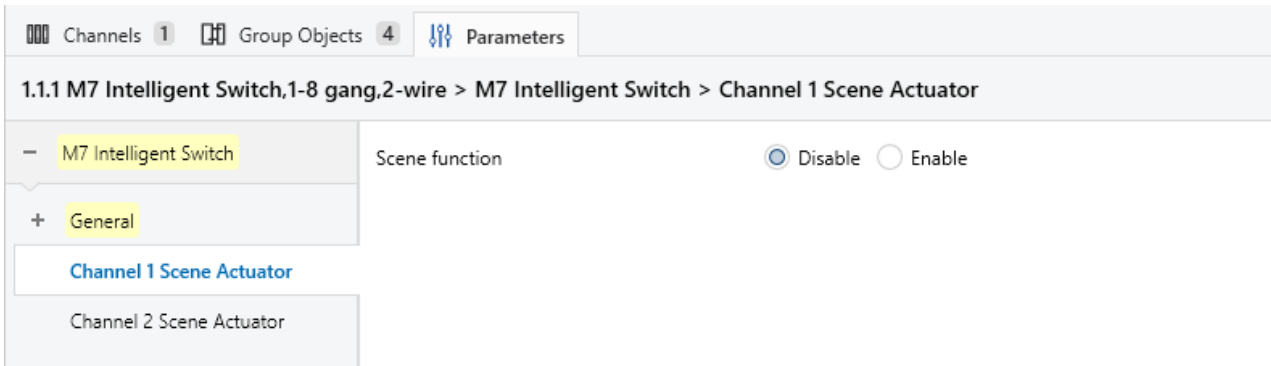 Channels 1 Group Objects 4 Parameters
1.1.1 M7 Intelligent Switch,1-8 gang,2-wire > M7 Intelligent Switch > Channel 1 Scene Actuator
− M7 Intelligent Switch
Scene function Disable Enable
+ General
Channel 1 Scene Actuator
Channel 2 Scene Actuator